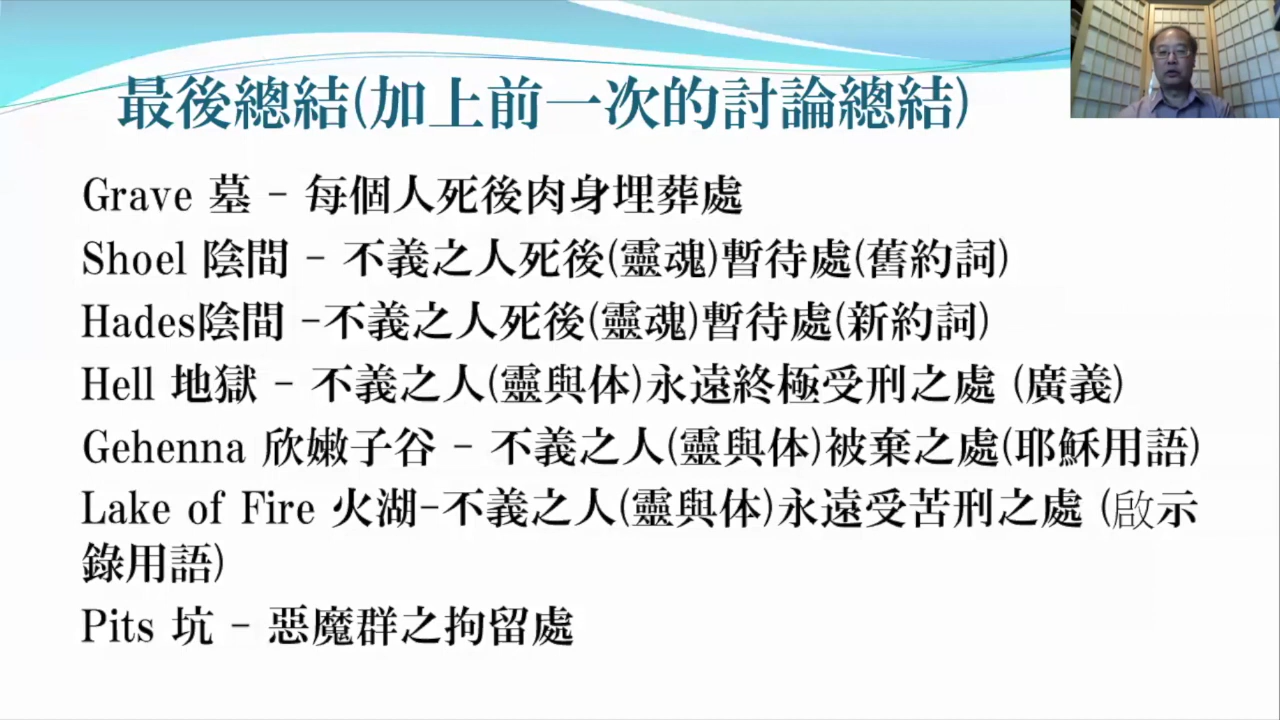 最後總結(加上前一次的討論總結)
Grave 墓 - 每個人死後肉身埋葬處
Shoel 陰間 - 不義之人死後(靈魂)暫待處(舊約詞)
Hades陰間 -不義之人死後(靈魂)暫待處(新約詞)
Hell 地獄 - 不義之人(靈與体)永遠終極受刑之處 (廣義)
Gehenna 欣嫩子谷 - 不義之人(靈與体)被棄之處(耶穌用語)
Lake of Fire 火湖-不義之人(靈與体)永遠受苦刑之處 (啟示
錄用語)
Pits 坑 - 惡魔群之拘留處